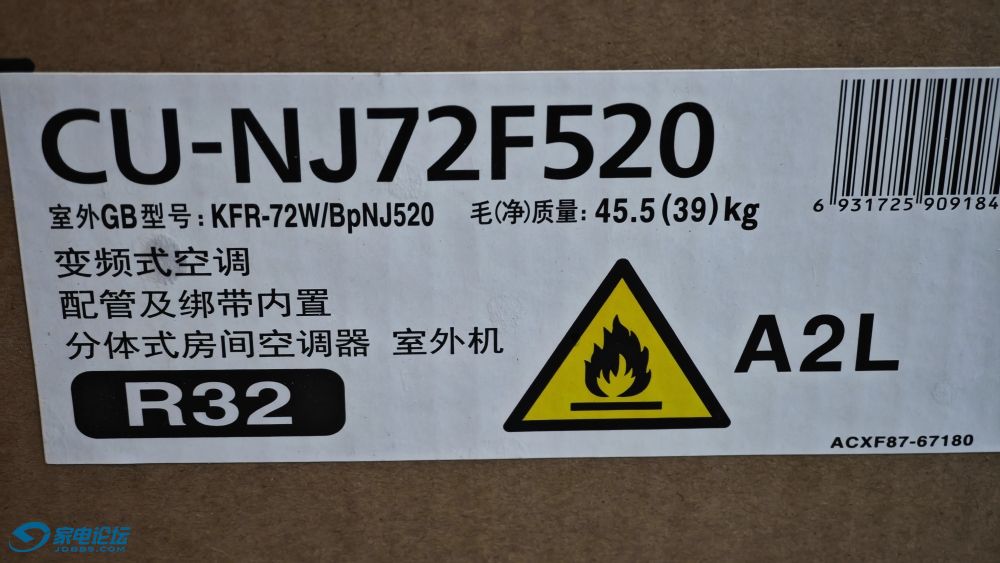 CU-NJ72F520
室外GB型号：KFR-72W/BpNJ520 毛(净)质量：45.5(39)kg
6 931725 909184
变频式空调
配管及绑带内置
分体式房间空调器 室外机
R32
A2L
ACXF87-67180
家电论坛
JDBBS.COM